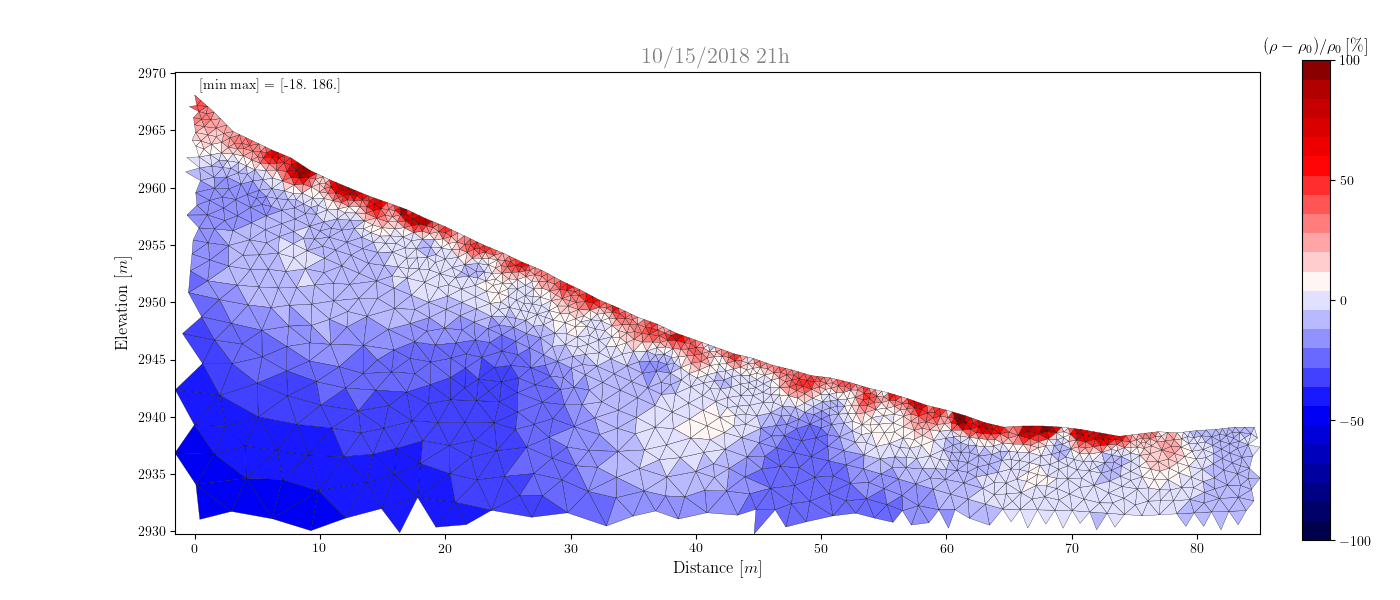 10/15/2018 21h
(ρ − ρ0)/ρ0 [%]
[min max] = [-18. 186.]
2970
2965
2960
2955
2950
2945
2940
2935
2930
Elevation [m]
0 10 20 30 40 50 60 70 80
Distance [m]
100
50
0
−50
−100